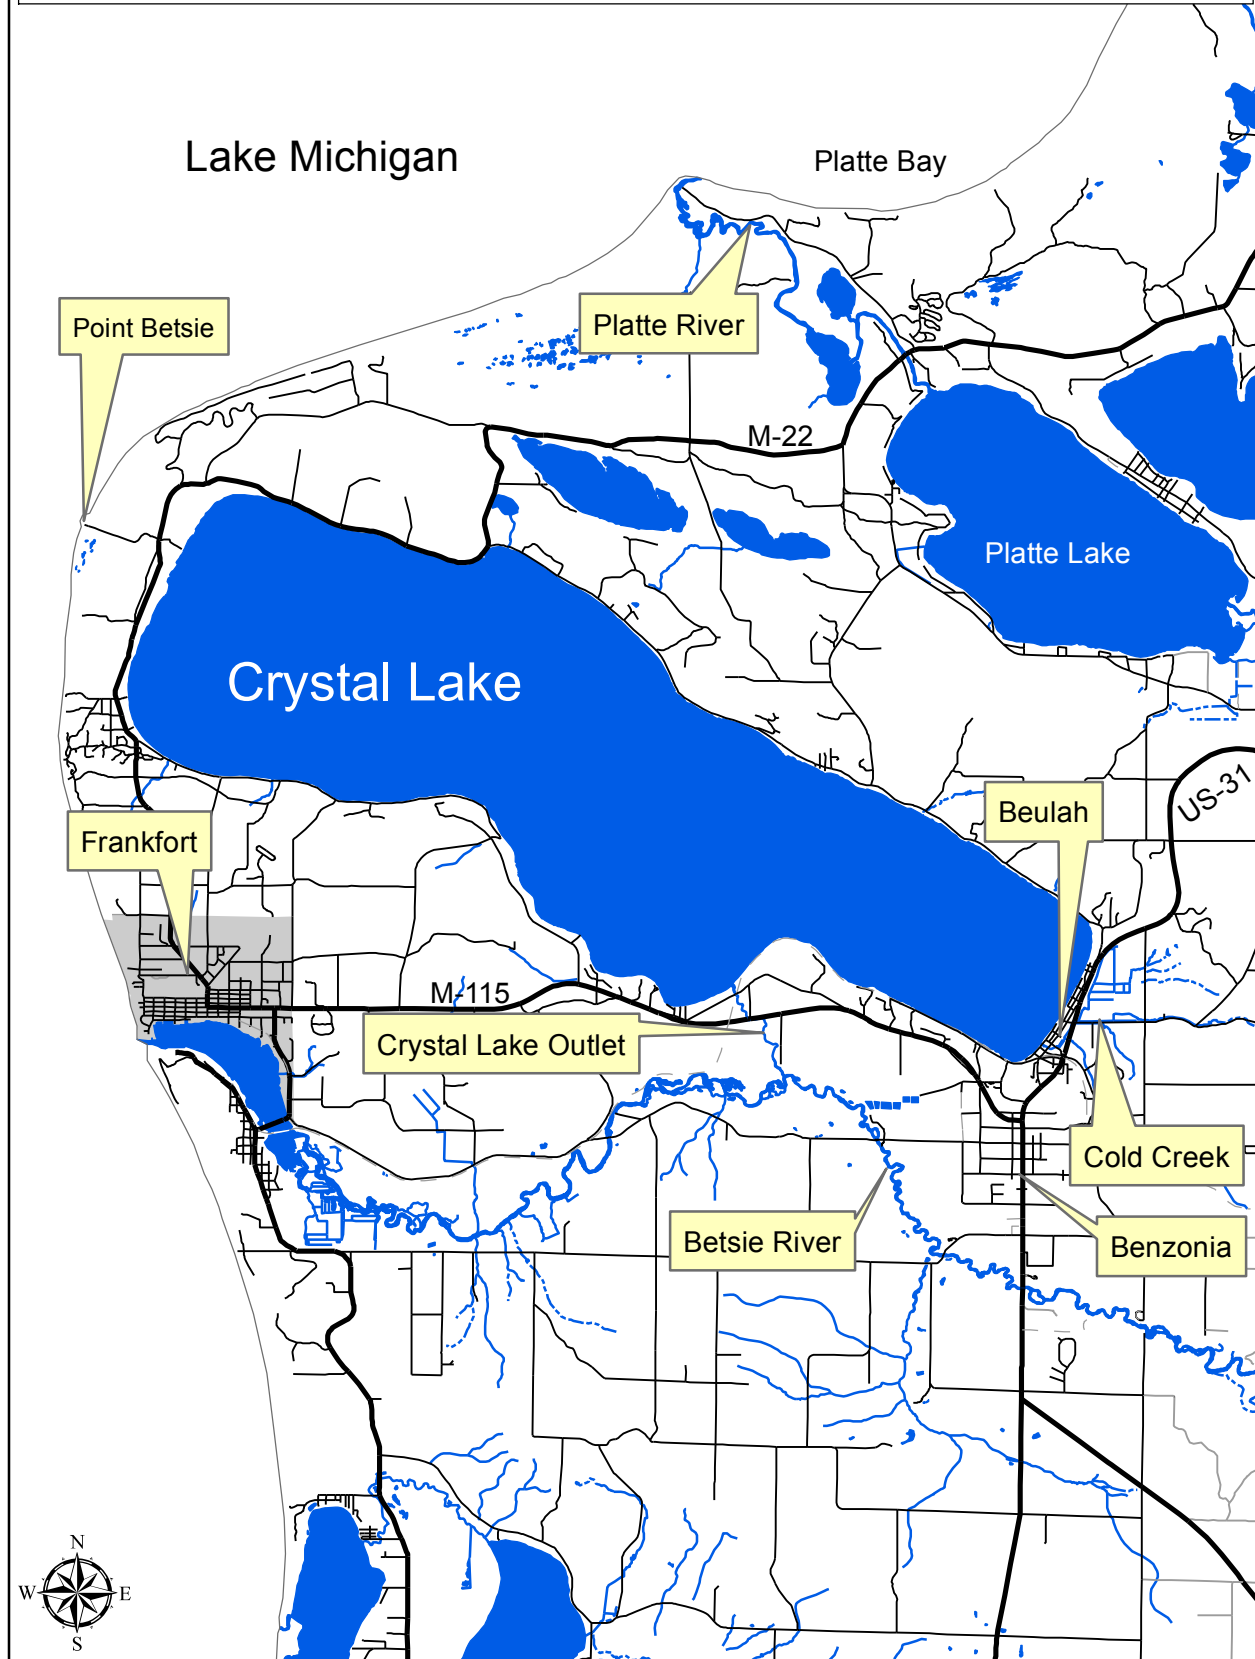 Lake Michigan
Platte Bay
Point Betsie
Platte River
M-22
Platte Lake
Crystal Lake
US-31
Beulah
Frankfort
M-115
Crystal Lake Outlet
Cold Creek
Betsie River
Benzonia
N
W
E
S